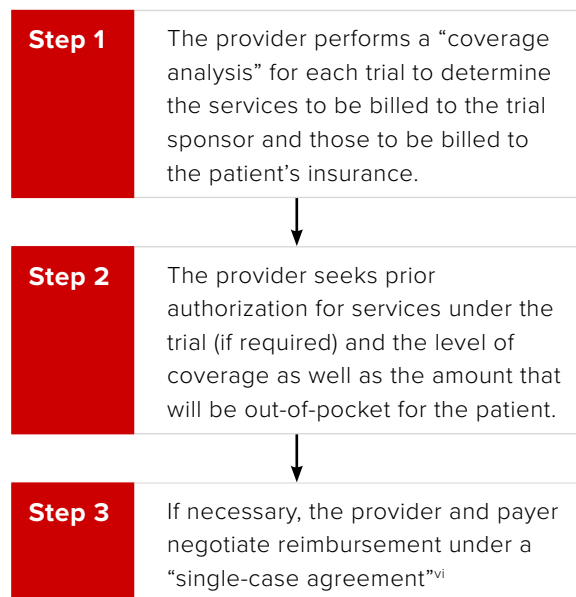 Step 1
The provider performs a “coverage
analysis” for each trial to determine
the services to be billed to the trial
sponsor and those to be billed to
the patient’s insurance.
Step 2
The provider seeks prior
authorization for services under the
trial (if required) and the level of
coverage as well as the amount that
will be out-of-pocket for the patient.
Step 3
If necessary, the provider and payer
negotiate reimbursement under a
“single-case agreement”vi